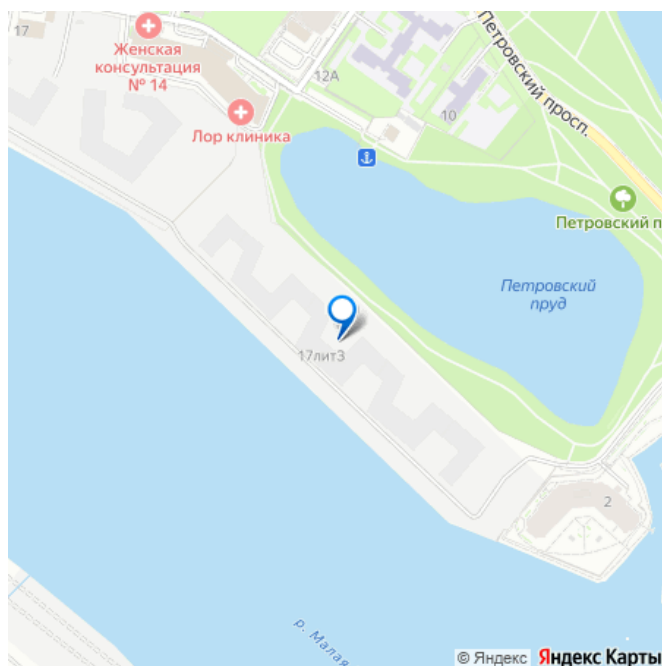 17
Женская
консультация
№ 14
12А
Петровский просп.
10
Лор клиника
Петровский п
Петровский
пруд
17лит3
2
р. Малая
© Яндекс Яндекс Карты